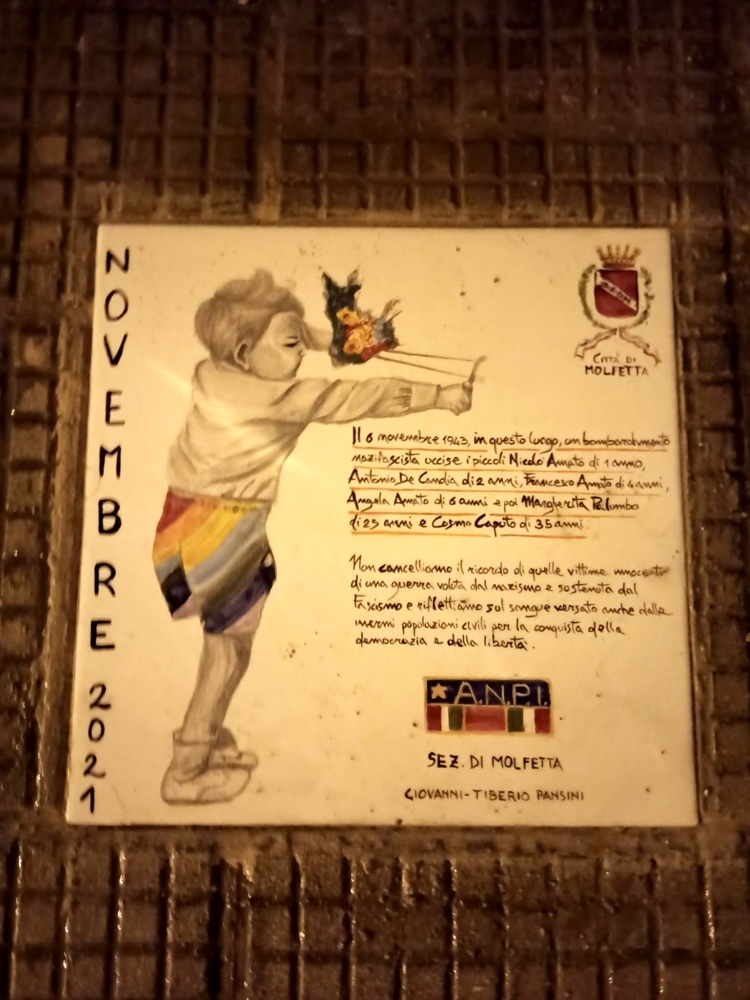 NOVEMBRE 2021
CITTÀ DI
MOLFETTA
Il 6 novembre 1943, in questo luogo, un bombardamento
nazifascista uccise i piccoli Nicolò Amato di 1 anno,
Antonio De Candia di 2 anni, Francesco Amato di 4 anni,
Angela Amato di 6 anni e poi Margherita Palumbo
di 25 anni e Cosmo Caputo di 35 anni.
Non cancelliamo il ricordo di quelle vittime innocenti
di una guerra voluta dal nazismo e sostenuta dal
Fascismo e riflettiamo sul sangue versato anche dalle
inermi popolazioni civili per la conquista della
democrazia e della libertà.
A.N.P.I.
SEZ. DI MOLFETTA
GIOVANNI-TIBERIO PANSINI